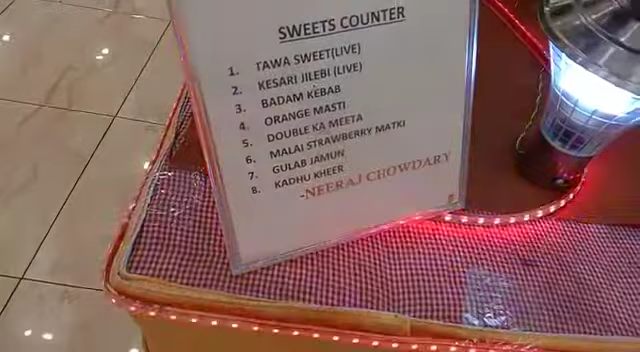 SWEETS COUNTER
1. TAWA SWEET(LIVE)
2. KESARI JILEBI (LIVE)
3. BADAM KEBAB
4. ORANGE MASTI
5. DOUBLE KA MEETA
6. MALAI STRAWBERRY MATKI
7. GULAB JAMUN
8. KADHU KHEER
-NEERAJ CHOWDARY